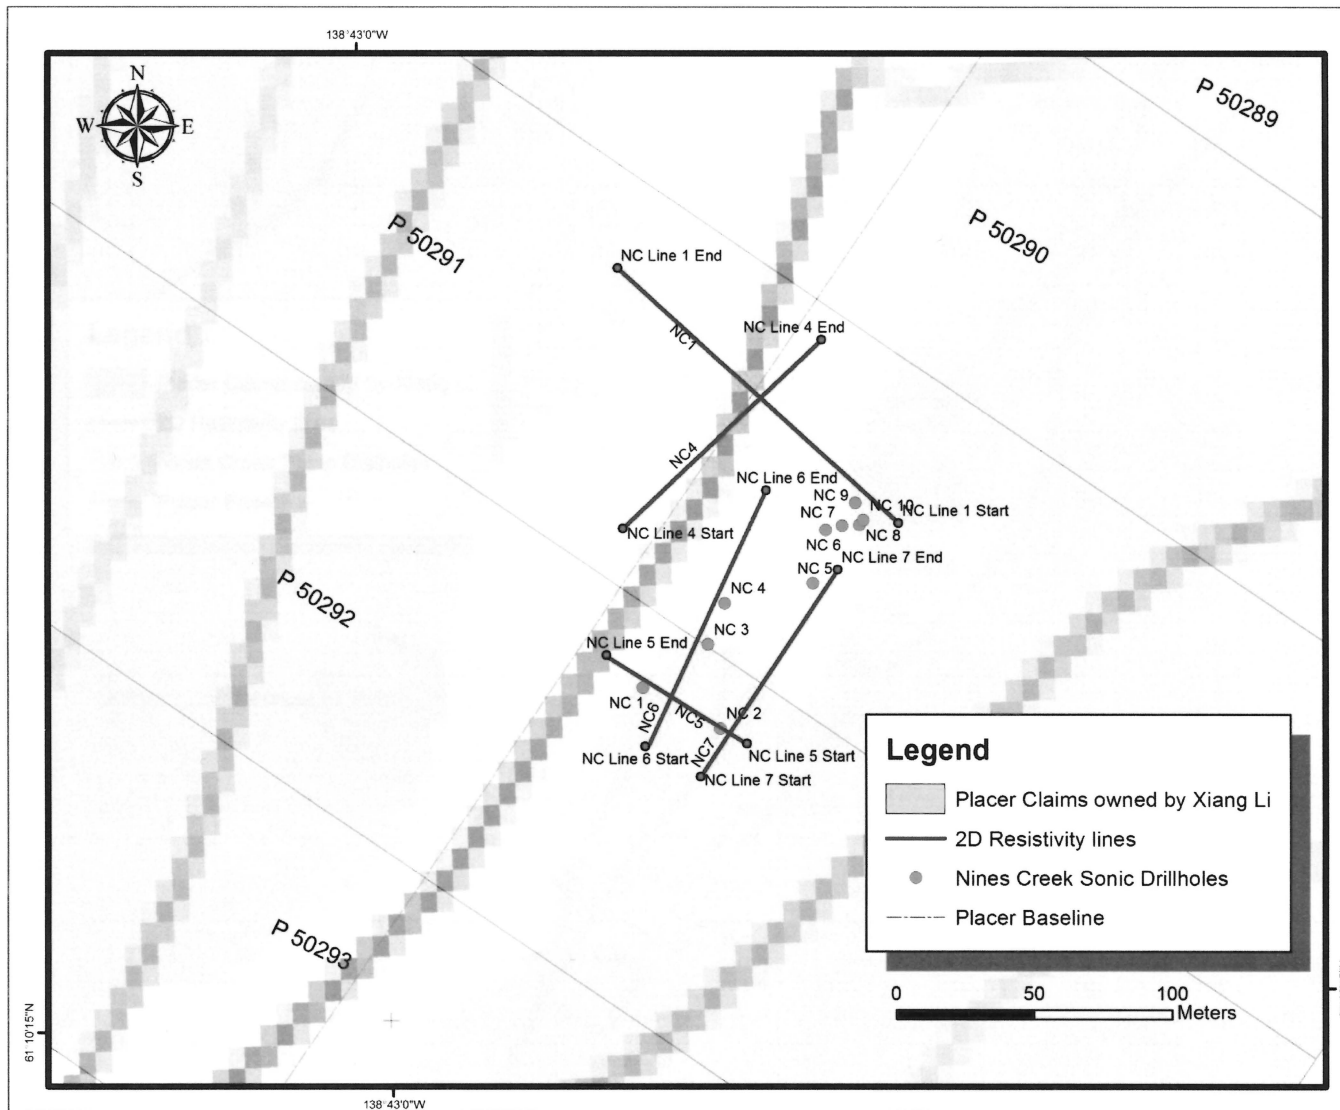 138°43'0"W
N
W
E
S
P 50289
P 50290
P 50291
NC Line 1 End
NC1
NC Line 4 End
NC4
NC Line 6 End
NC 9
NC 10
NC 7
NC Line 1 Start
NC Line 4 Start
NC 8
NC 6
NC Line 7 End
NC 5
P 50292
NC 4
NC 3
NC Line 5 End
NC 1
NC6
NC5
NC 2
NC7
NC Line 6 Start
NC Line 5 Start
NC Line 7 Start
P 50293
Legend
Placer Claims owned by Xiang Li
2D Resistivity lines
Nines Creek Sonic Drillholes
Placer Baseline
0 50 100
Meters
61°10'15"N
138°43'0"W